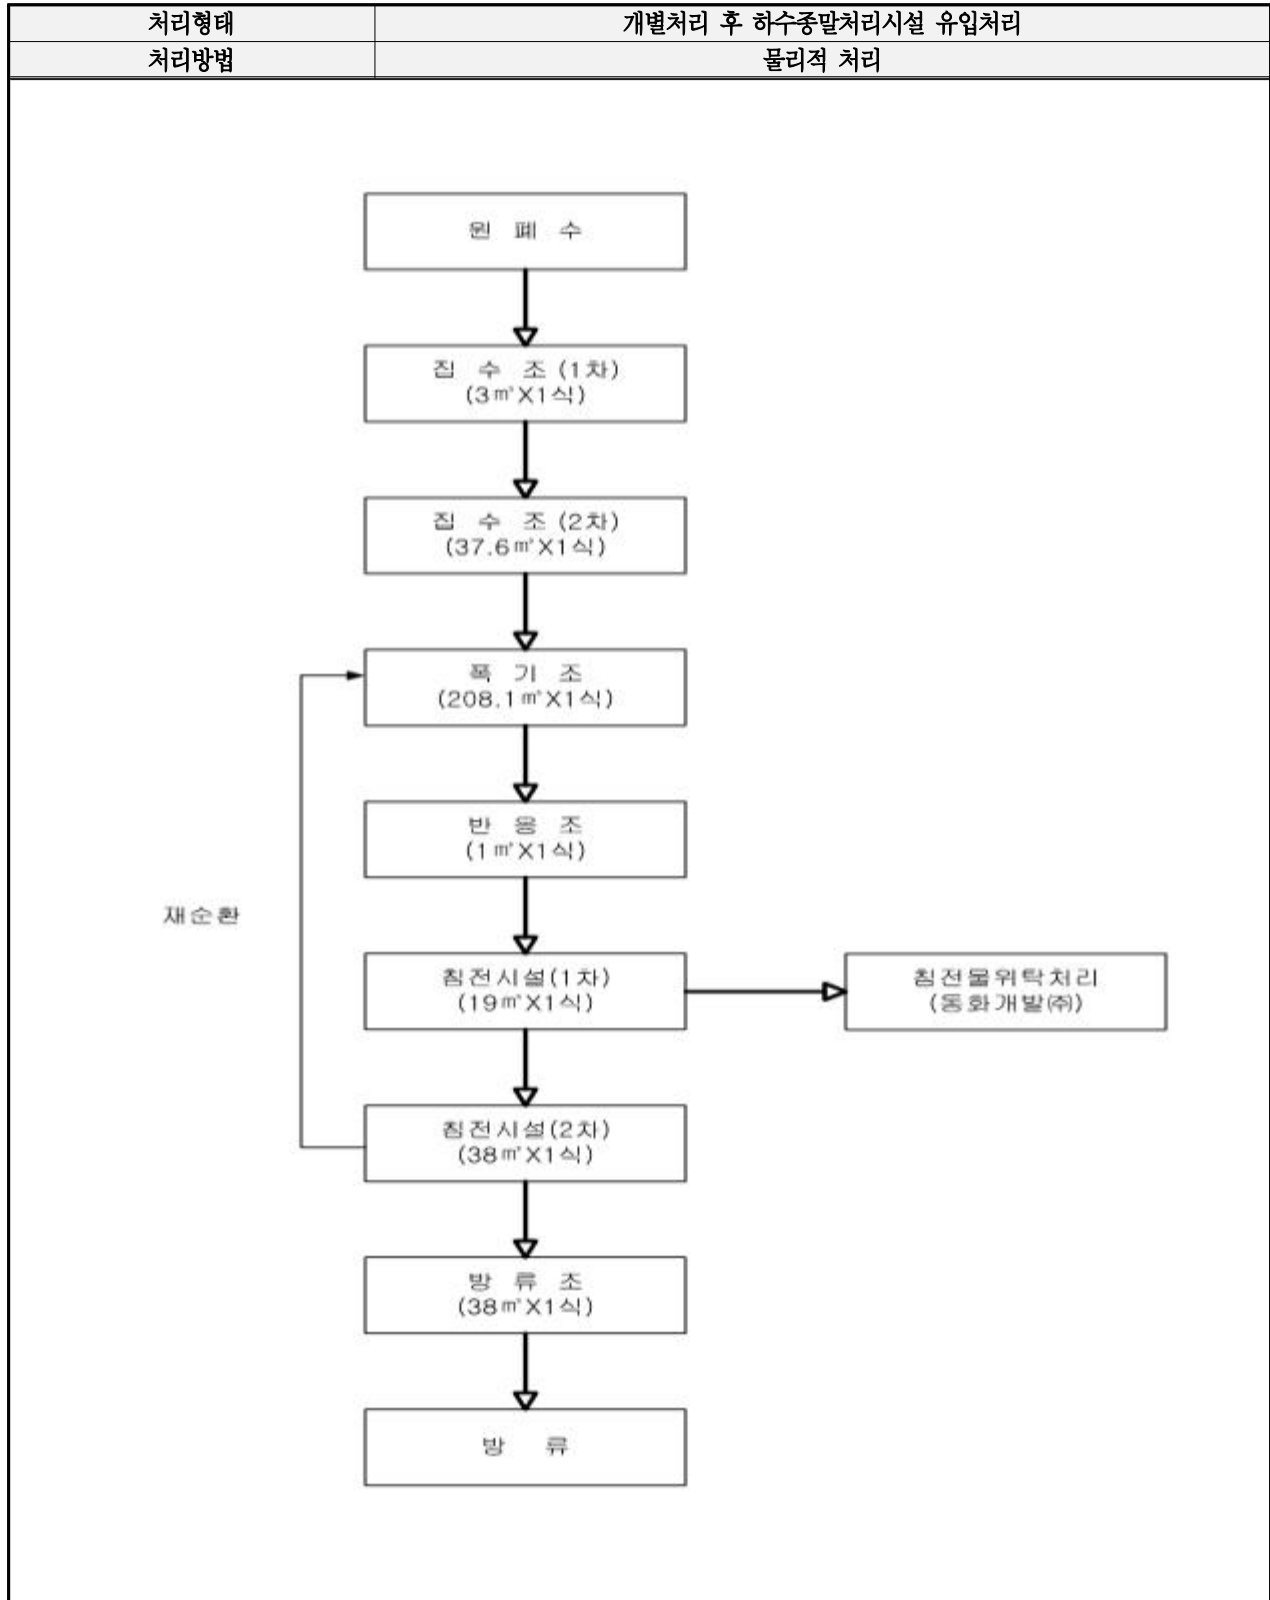 처리형태 개별처리 후 하수종말처리시설 유입처리
처리방법 물리적 처리
원 폐 수
집 수 조 (1차)
(3㎥X1식)
집 수 조 (2차)
(37.6㎥X1식)
폭 기 조
(208.1㎥X1식)
반 응 조
(1㎥X1식)
재순환
침전시설(1차)
(19㎥X1식)
침전물위탁처리
(동화개발㈜)
침전시설(2차)
(38㎥X1식)
방 류 조
(38㎥X1식)
방 류